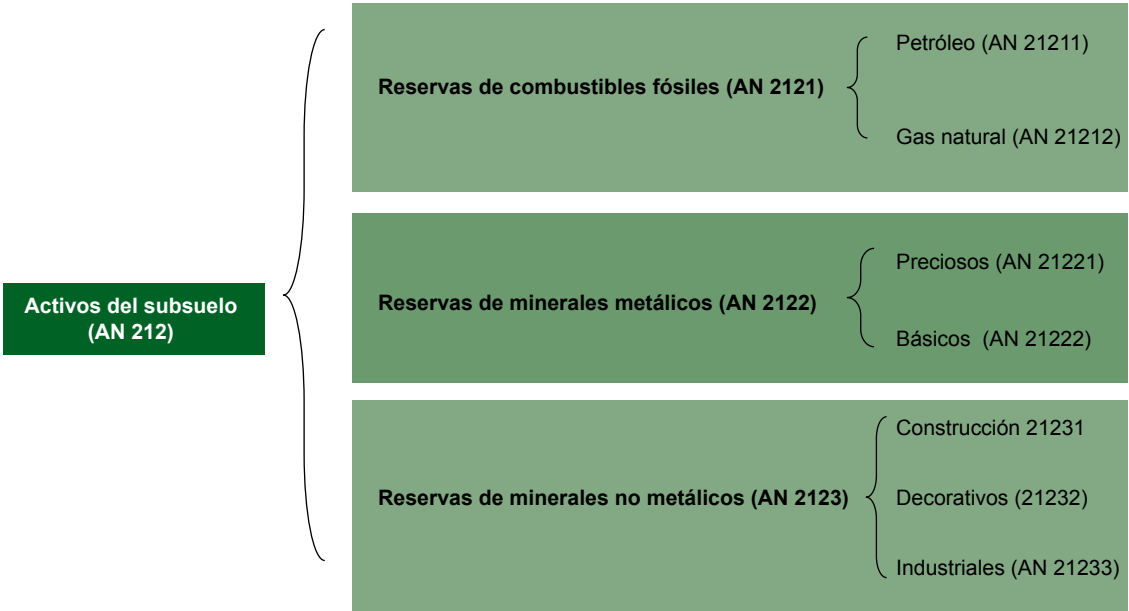 Activos del subsuelo
(AN 212)
Reservas de combustibles fósiles (AN 2121)
Petróleo (AN 21211)
Gas natural (AN 21212)
Reservas de minerales metálicos (AN 2122)
Preciosos (AN 21221)
Básicos (AN 21222)
Reservas de minerales no metálicos (AN 2123)
Construcción 21231
Decorativos (21232)
Industriales (AN 21233)